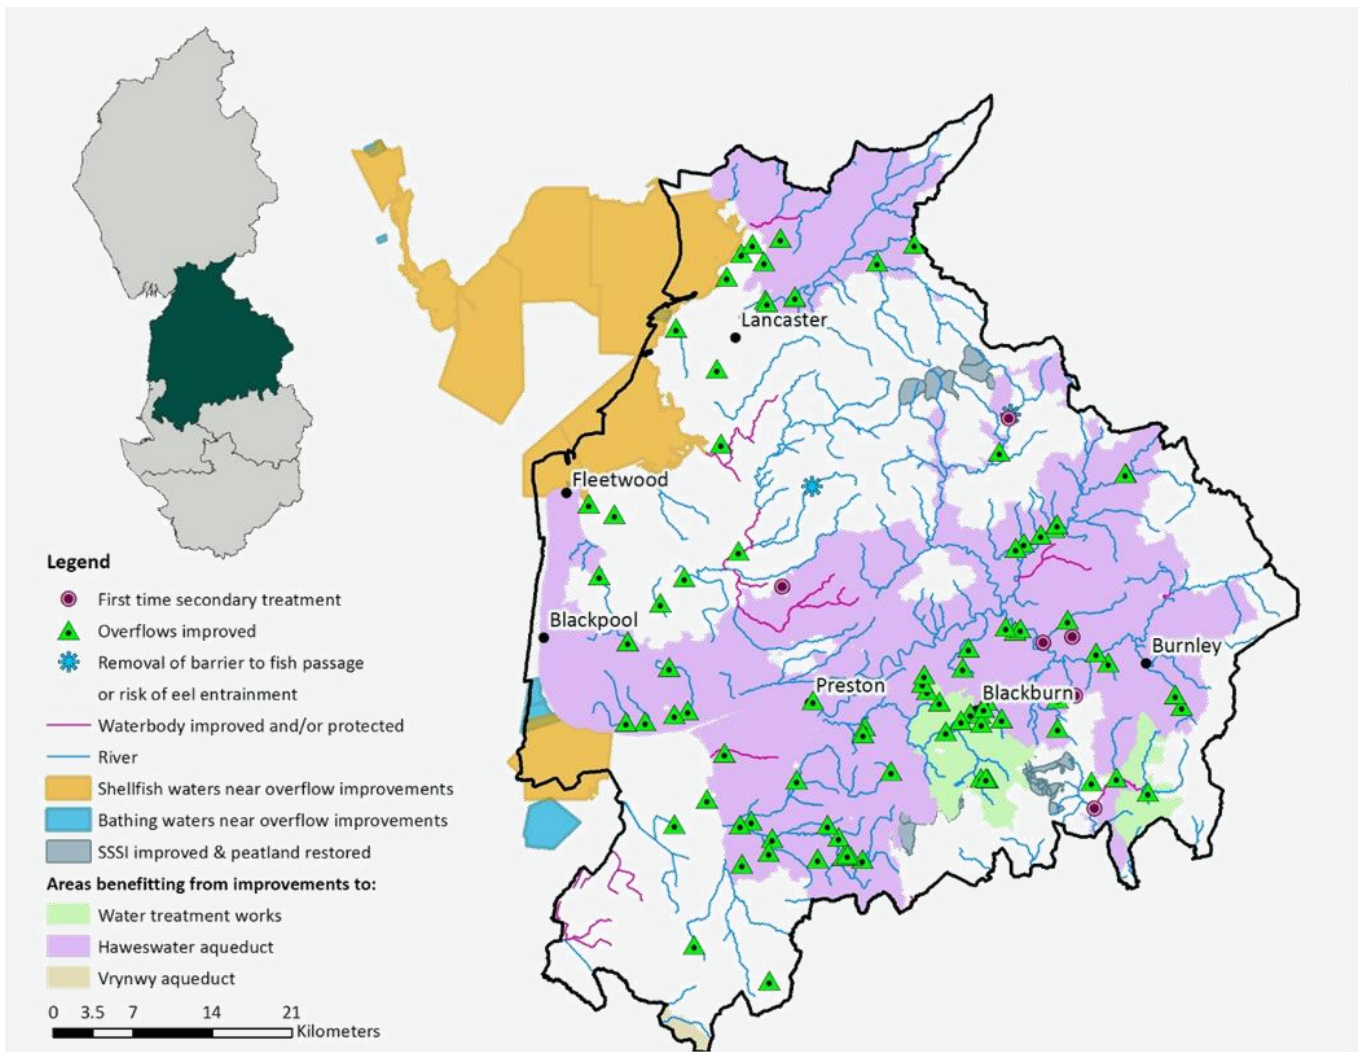 Lancaster
Fleetwood
Blackpool
Burnley
Preston
Blackburn
Legend
First time secondary treatment
Overflows improved
Removal of barrier to fish passage
or risk of eel entrainment
Waterbody improved and/or protected
River
Shellfish waters near overflow improvements
Bathing waters near overflow improvements
SSSI improved & peatland restored
Areas benefitting from improvements to:
Water treatment works
Haweswater aqueduct
Vrynwy aqueduct
0 3.5 7 14 21
Kilometers